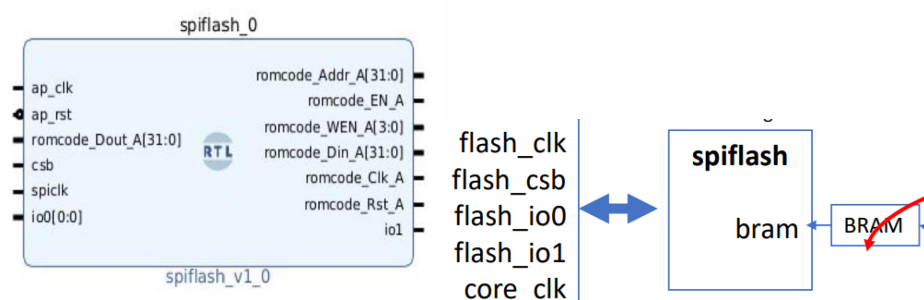 spiflash_0
ap_clk
ap_rst
romcode_Dout_A[31:0]
csb
spiclk
io0[0:0]
RTL
romcode_Addr_A[31:0]
romcode_EN_A
romcode_WEN_A[3:0]
romcode_Din_A[31:0]
romcode_Clk_A
romcode_Rst_A
io1
spiflash_v1_0
flash_clk
flash_csb
flash_io0
flash_io1
core_clk
spiflash
bram
BRAM